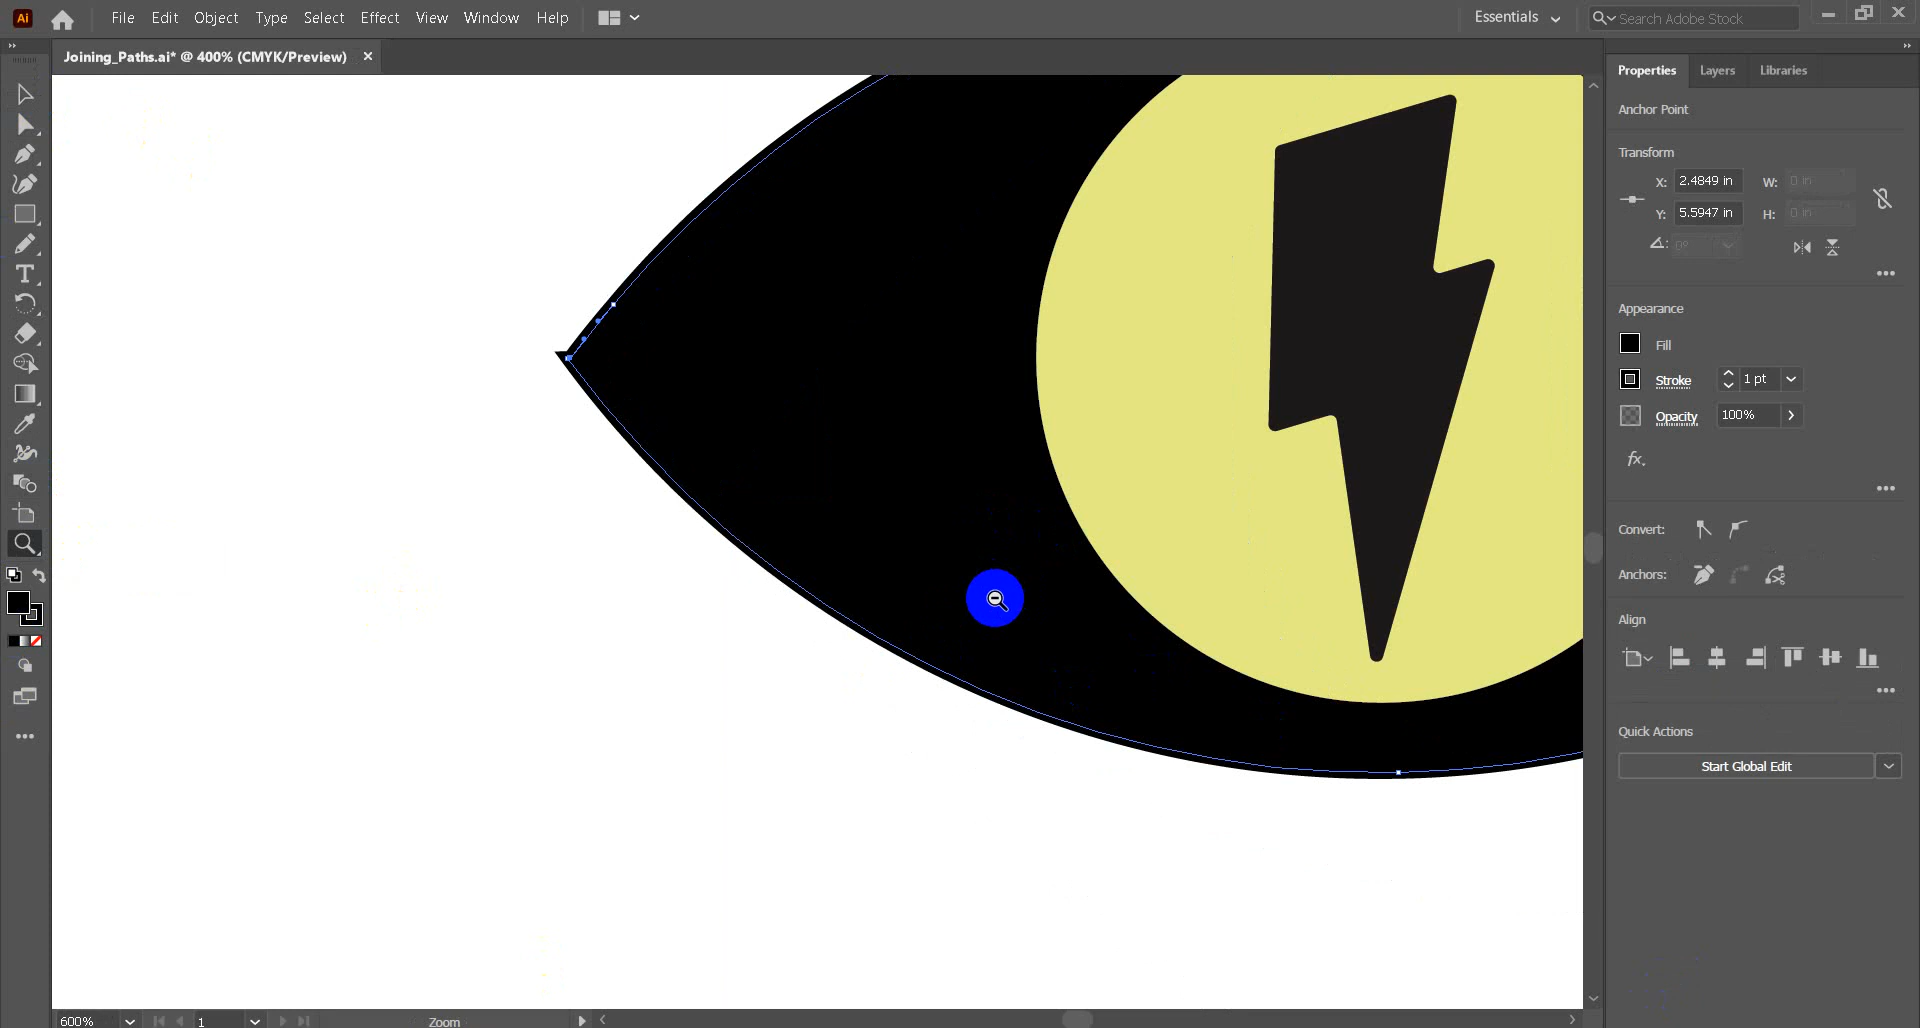 Ai File Edit Object Type Select Effect View Window Help Essentials Search Adobe Stock
Joining_Paths.ai* @ 400% (CMYK/Preview) ×
Properties Layers Libraries
Anchor Point
Transform
X: 2.4849 in W: 0 in
Y: 5.5947 in H: 0 in
0°
Appearance
Fill
Stroke 1 pt
Opacity 100%
fx.
Convert:
Anchors:
Align
Quick Actions
Start Global Edit
600% 1 Zoom